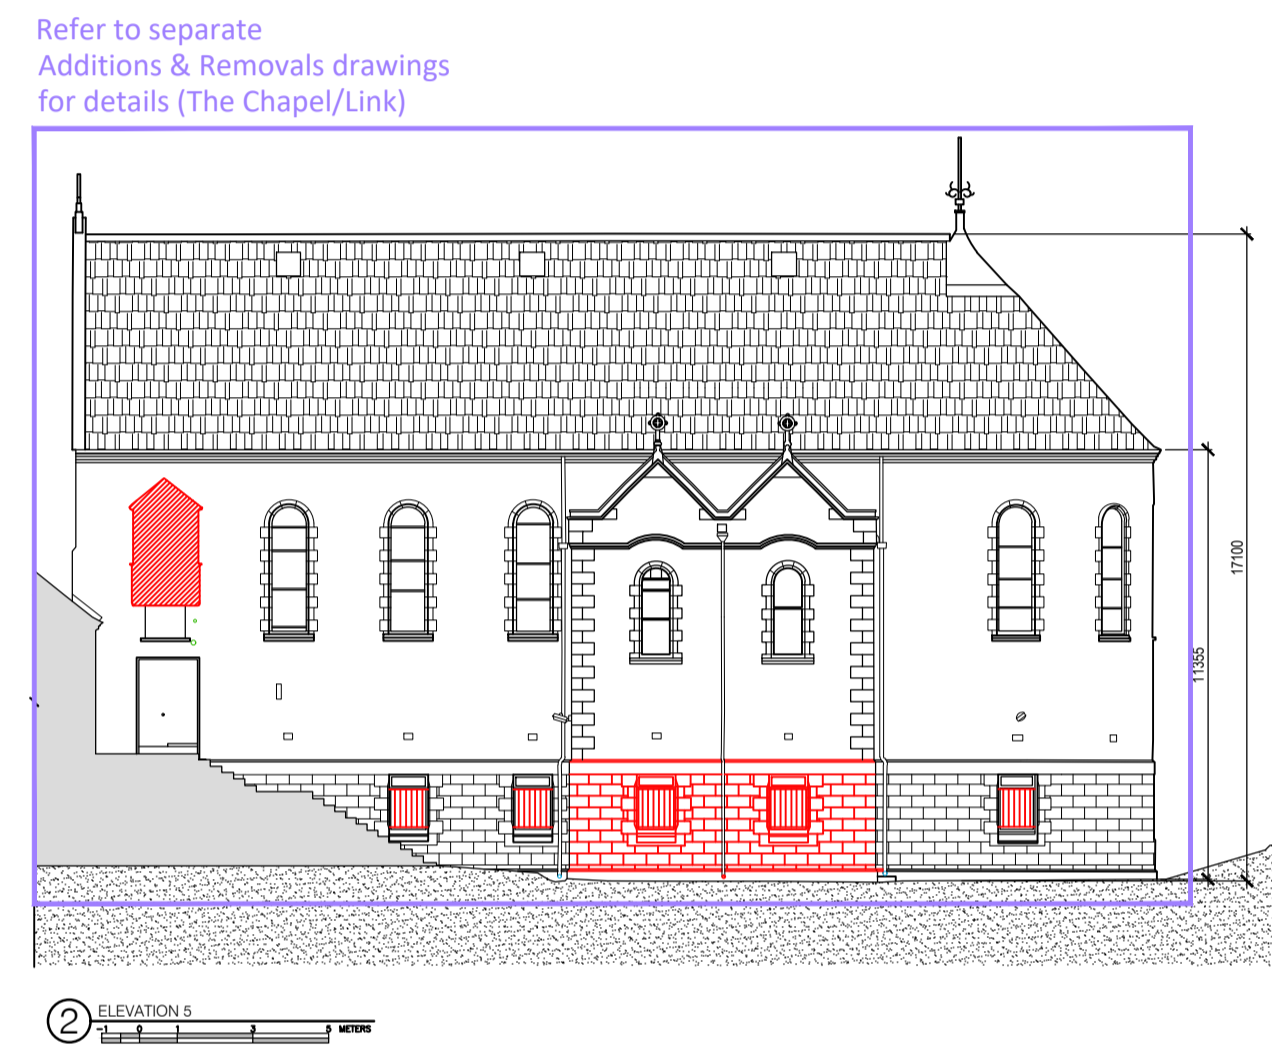 Refer to separate
Additions & Removals drawings
for details (The Chapel/Link)
17100
11355
2
ELEVATION 5
-1 0 1 3 5 METERS